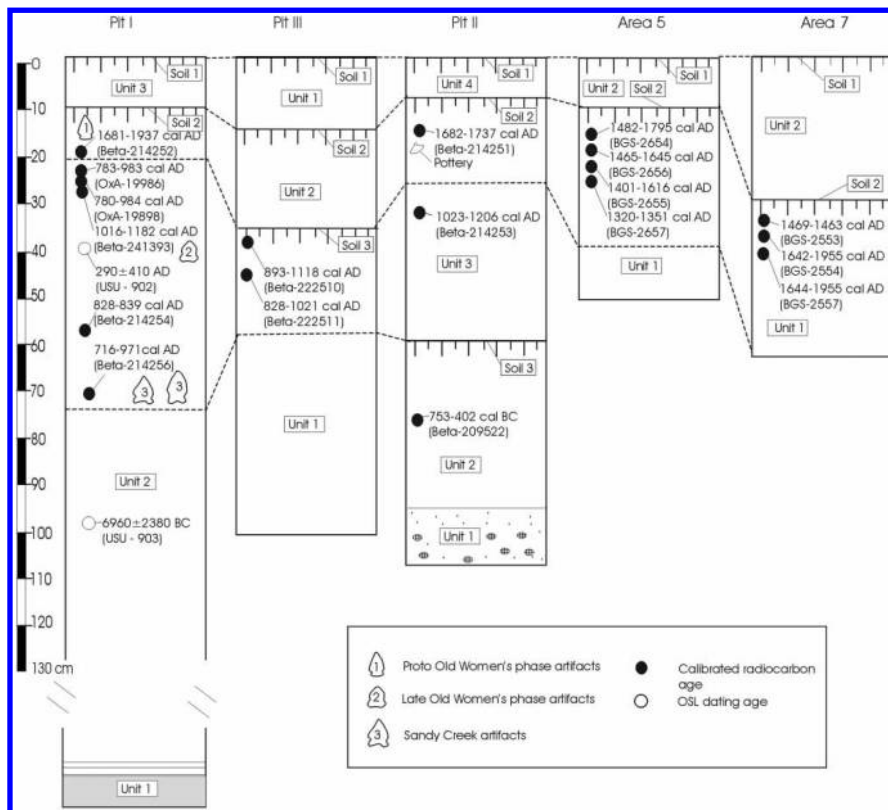 Pit I
Pit III
Pit II
Area 5
Area 7
0
10
20
30
40
50
60
70
80
90
100
110
120
130 cm
Soil 1
Unit 3
Soil 2
1
1681-1937 cal AD
(Beta-214252)
783-983 cal AD
(OxA-19986)
780-984 cal AD
(OxA-19898)
1016-1182 cal AD
(Beta-241393)
2
290±410 AD
(USU - 902)
828-839 cal AD
(Beta-214254)
716-971cal AD
(Beta-214256)
3
3
Unit 2
6960±2380 BC
(USU - 903)
Unit 1
Soil 1
Unit 1
Soil 2
Unit 2
Soil 3
893-1118 cal AD
(Beta-222510)
828-1021 cal AD
(Beta-222511)
Unit 1
Soil 1
Unit 4
Soil 2
1682-1737 cal AD
(Beta-214251)
Pottery
1023-1206 cal AD
(Beta-214253)
Unit 3
Soil 3
753-402 cal BC
(Beta-209522)
Unit 2
Unit 1
Soil 1
Unit 2 Soil 2
1482-1795 cal AD
(BGS-2654)
1465-1645 cal AD
(BGS-2656)
1401-1616 cal AD
(BGS-2655)
1320-1351 cal AD
(BGS-2657)
Unit 1
Soil 1
Unit 2
Soil 2
1469-1463 cal AD
(BGS-2553)
1642-1955 cal AD
(BGS-2554)
1644-1955 cal AD
(BGS-2557)
Unit 1
1 Proto Old Women's phase artifacts
2 Late Old Women's phase artifacts
3 Sandy Creek artifacts
Calibrated radiocarbon
age
OSL dating age